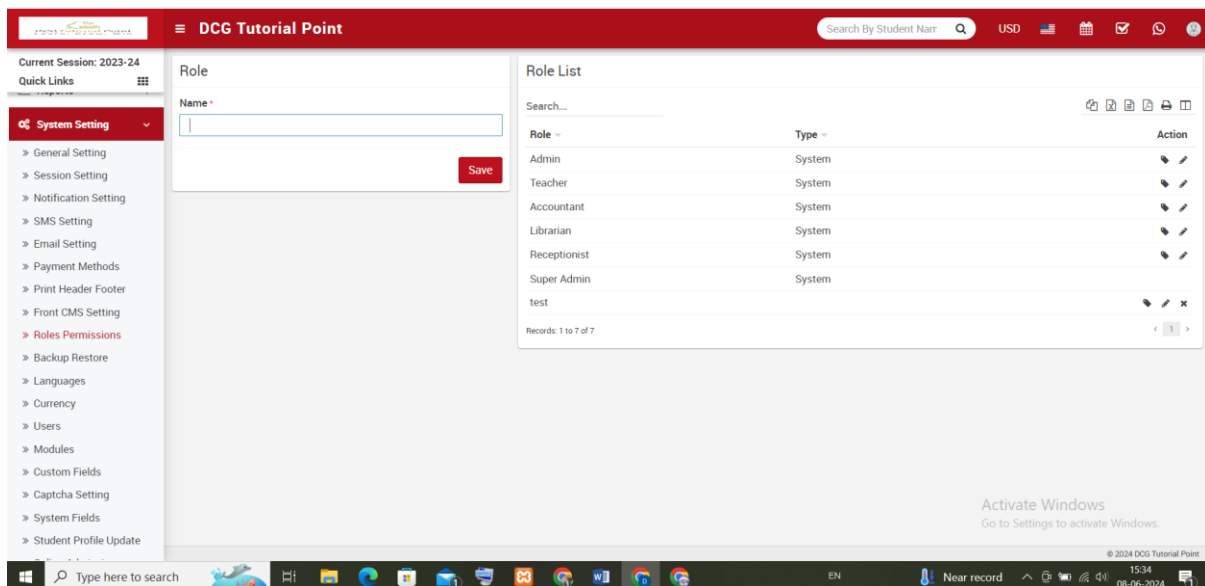 DCG Tutorial Point
Search By Student Nam
USD
Current Session: 2023-24
Quick Links
System Setting
» General Setting
» Session Setting
» Notification Setting
» SMS Setting
» Email Setting
» Payment Methods
» Print Header Footer
» Front CMS Setting
» Roles Permissions
» Backup Restore
» Languages
» Currency
» Users
» Modules
» Custom Fields
» Captcha Setting
» System Fields
» Student Profile Update
Role
Name *
Save
Role List
Search...
Role Type Action
Admin System
Teacher System
Accountant System
Librarian System
Receptionist System
Super Admin System
test
Records: 1 to 7 of 7
< 1 >
Activate Windows
Go to Settings to activate Windows.
© 2024 DCG Tutorial Point
Type here to search
EN
Near record
15:34
08-06-2024